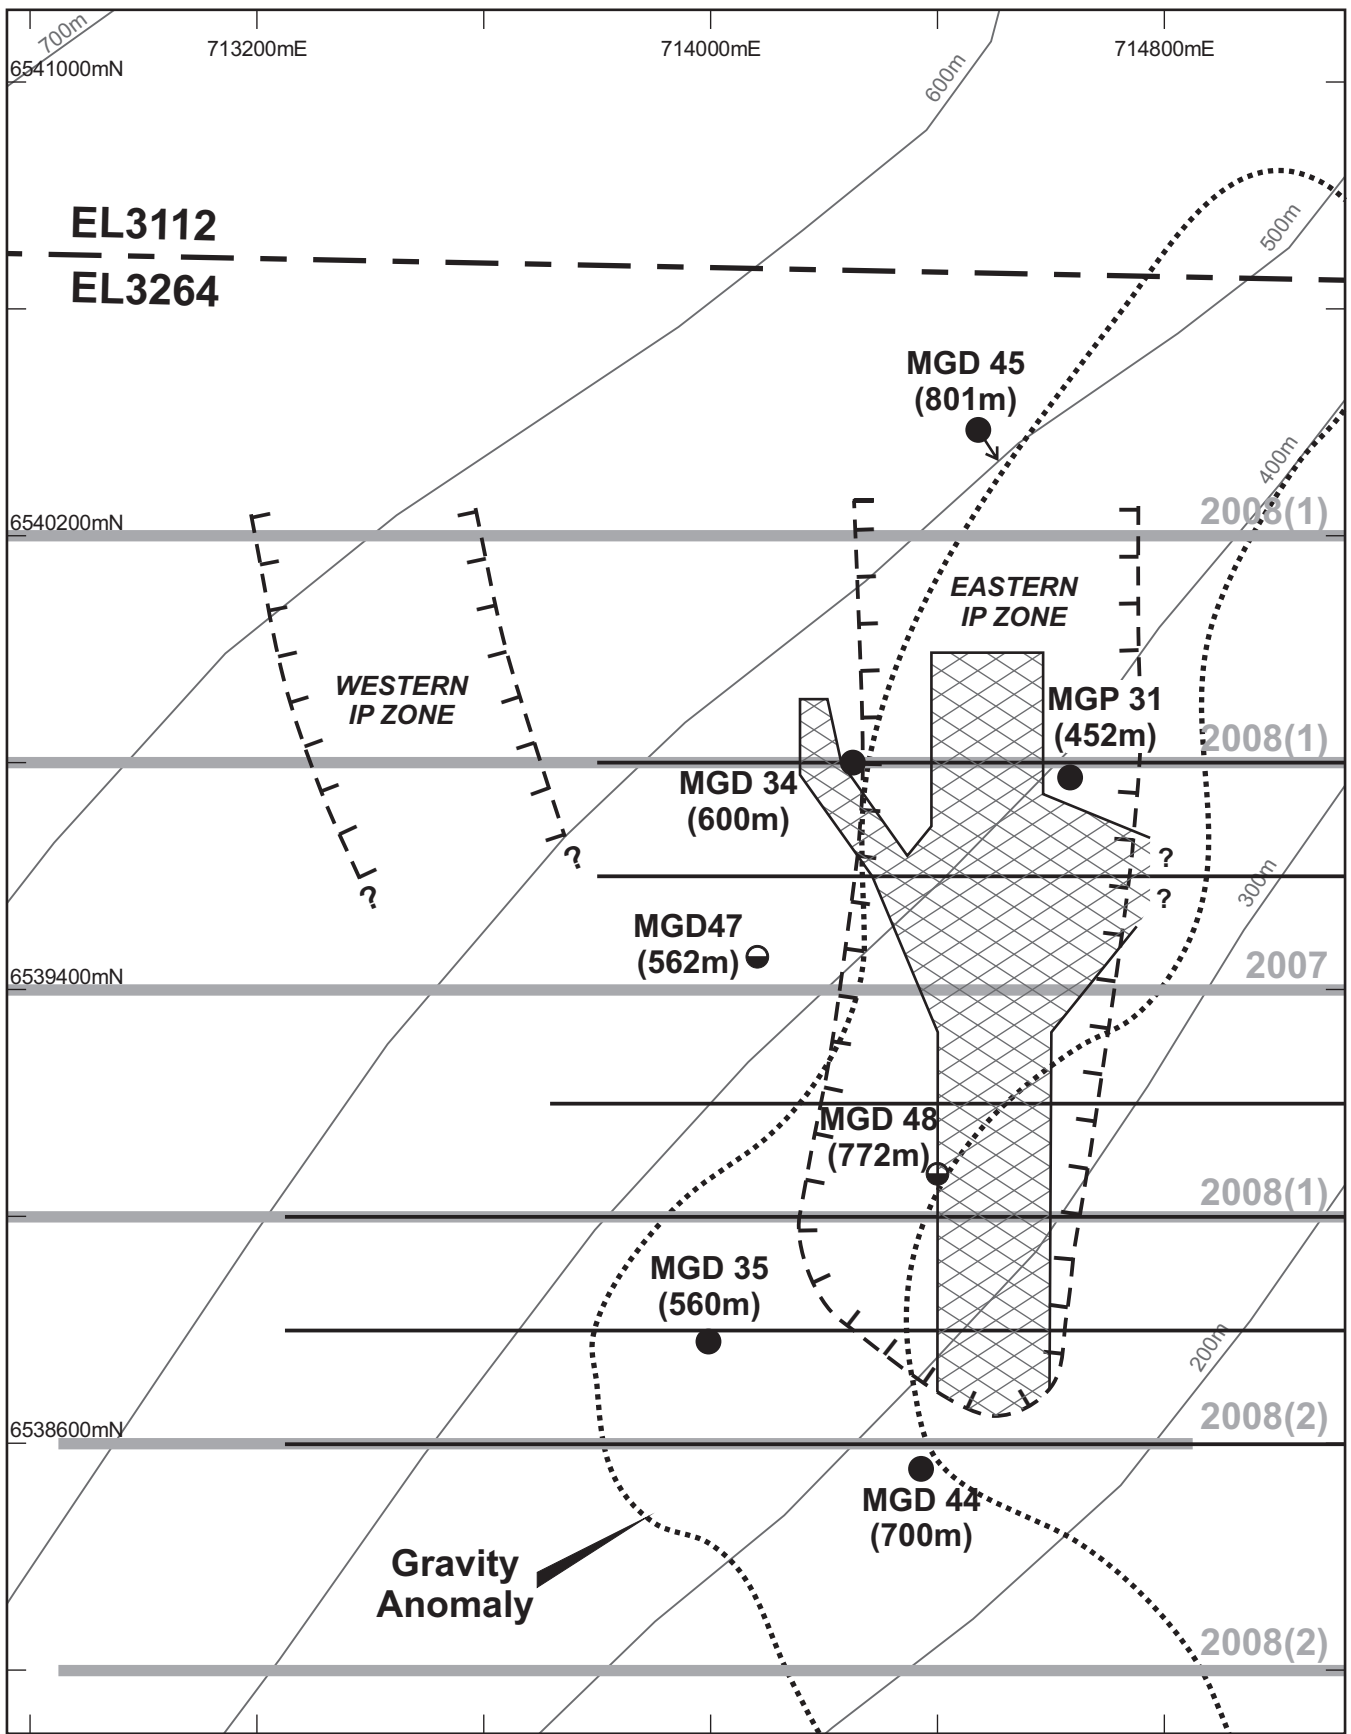 700m
713200mE
714000mE
714800mE
6541000mN
600m
500m
EL3112
EL3264
MGD 45
(801m)
400m
6540200mN
2008(1)
EASTERN
IP ZONE
WESTERN
IP ZONE
MGP 31
(452m)
2008(1)
MGD 34
(600m)
?
?
?
?
300m
MGD47
(562m)
2007
6539400mN
MGD 48
(772m)
2008(1)
MGD 35
(560m)
200m
2008(2)
6538600mN
MGD 44
(700m)
Gravity
Anomaly
2008(2)